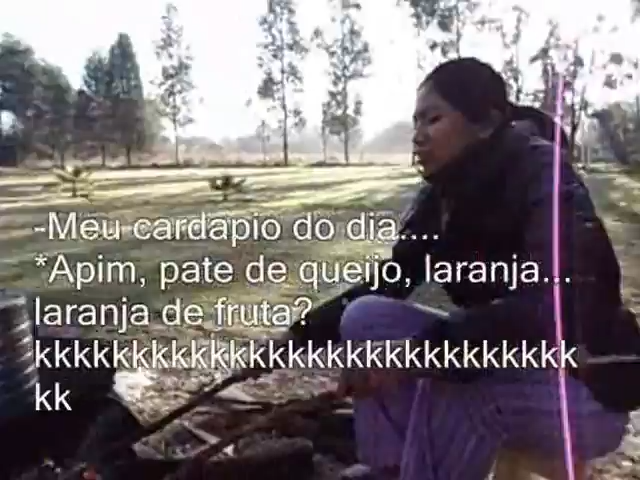 -Meu cardapio do dia....
*Apim, pate de queijo, laranja...
laranja de fruta?
kkkkkkkkkkkkkkkkkkkkkkkkkkkk
kk